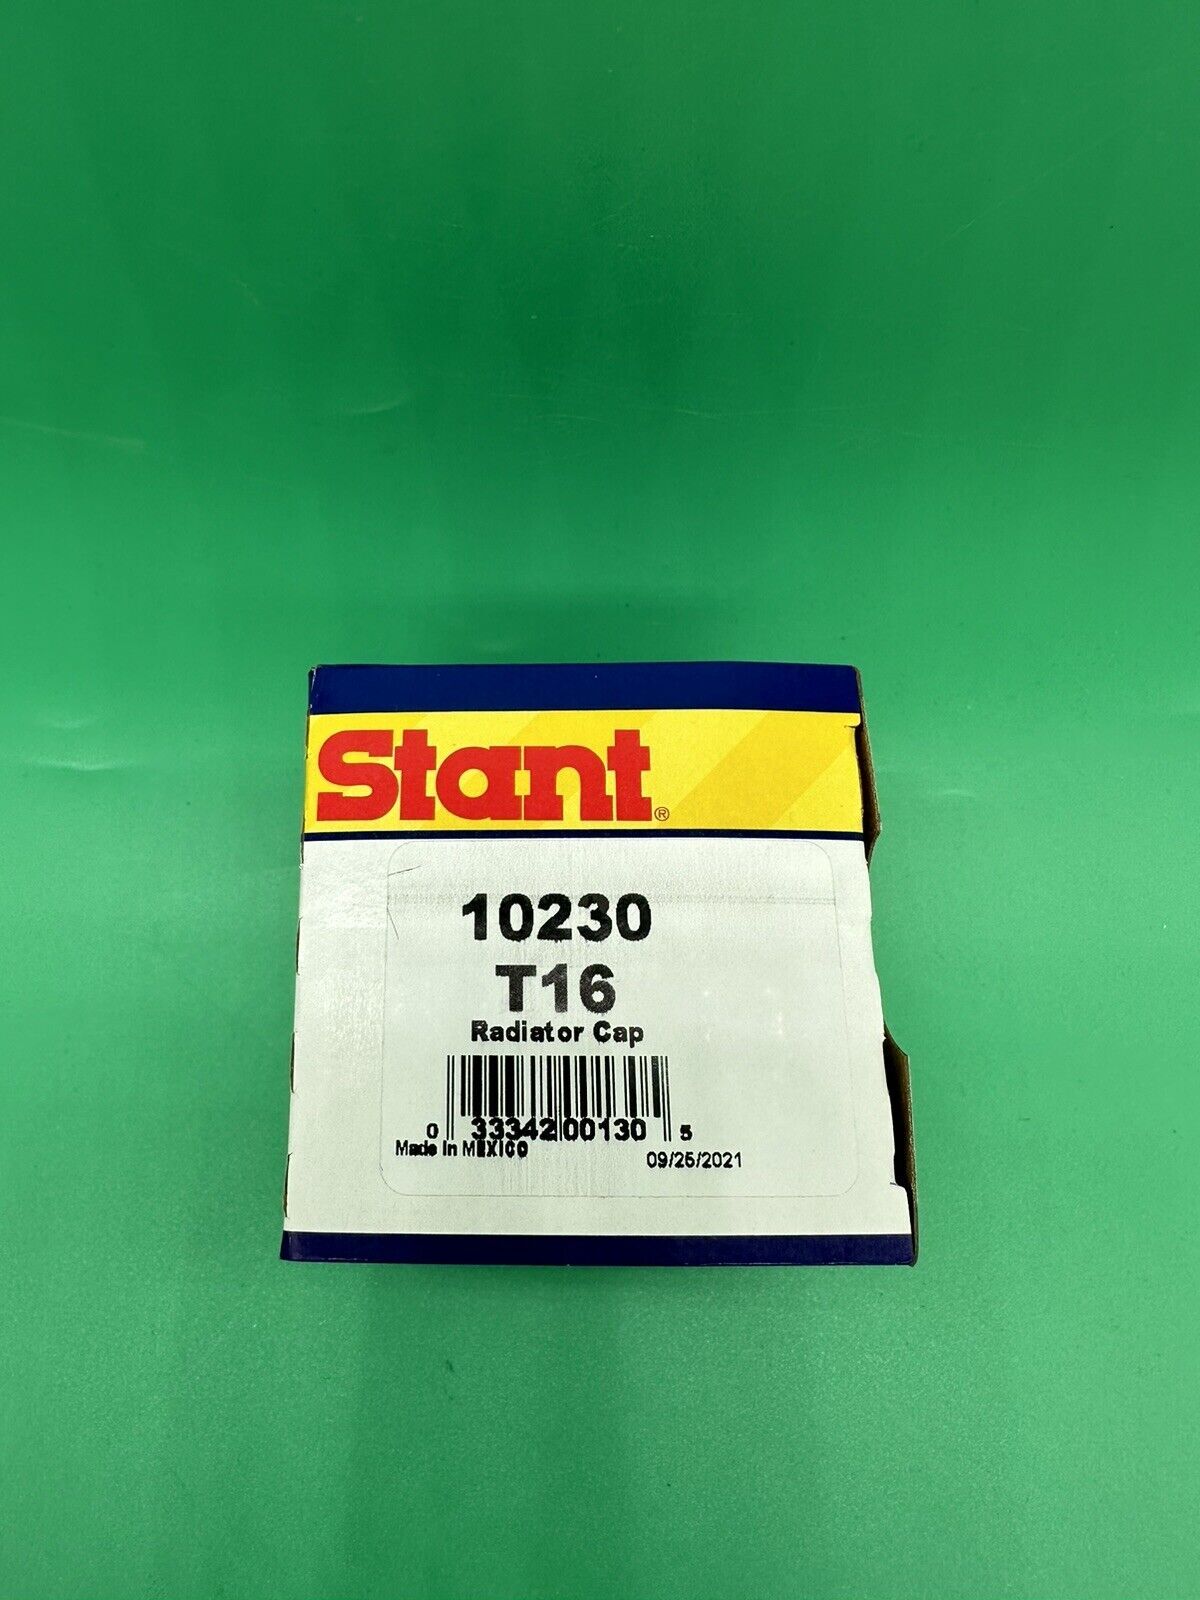 Stant®
10230
T16
Radiator Cap
0 33342 00130 5
Made In MEXICO
09/25/2021